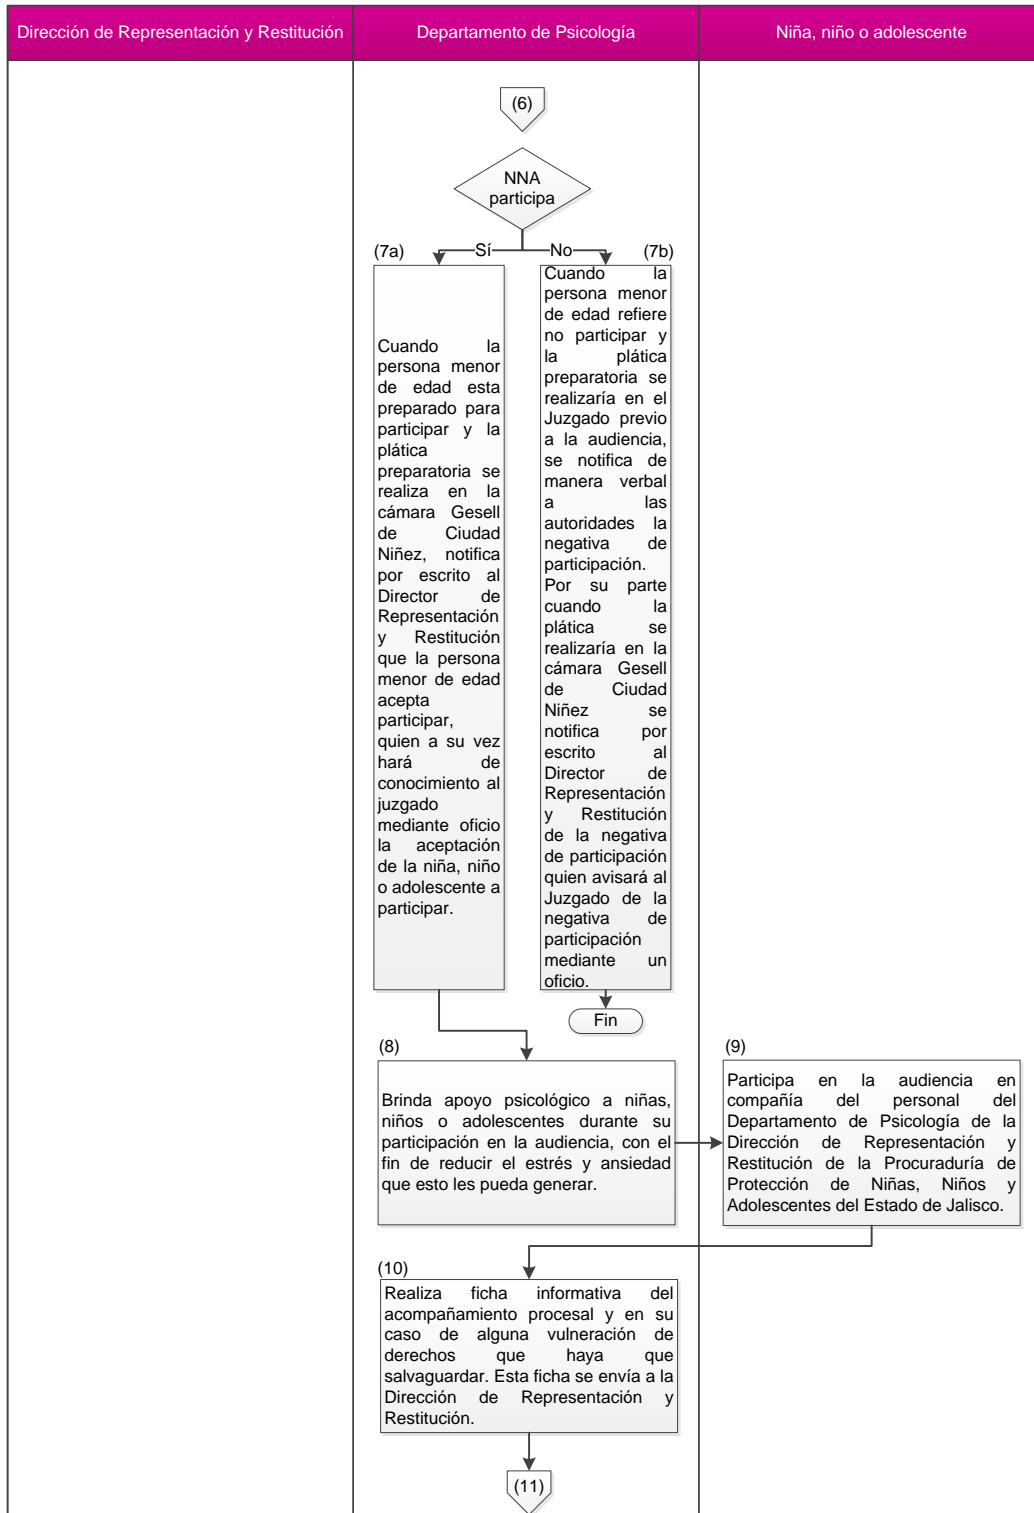 Dirección de Representación y Restitución
Departamento de Psicología
Niña, niño o adolescente
(6)
NNA
participa
(7a)
Sí
No
(7b)
Cuando la
persona menor
de edad esta
preparado para
participar y la
plática
preparatoria se
realiza en la
cámara Gesell
de Ciudad
Niñez, notifica
por escrito al
Director de
Representación
y Restitución
que la persona
menor de edad
acepta
participar,
quien a su vez
hará de
conocimiento al
juzgado
mediante oficio
la aceptación
de la niña, niño
o adolescente a
participar.
Cuando la
persona menor
de edad refiere
no participar y
la plática
preparatoria se
realizaría en el
Juzgado previo
a la audiencia,
se notifica de
manera verbal
a las
autoridades la
negativa de
participación.
Por su parte
cuando la
plática se
realizaría en la
cámara Gesell
de Ciudad
Niñez se
notifica por
escrito al
Director de
Representación
y Restitución
de la negativa
de participación
quien avisará al
Juzgado de la
negativa de
participación
mediante un
oficio.
Fin
(8)
Brinda apoyo psicológico a niñas,
niños o adolescentes durante su
participación en la audiencia, con el
fin de reducir el estrés y ansiedad
que esto les pueda generar.
(9)
Participa en la audiencia en
compañía del personal del
Departamento de Psicología de la
Dirección de Representación y
Restitución de la Procuraduría de
Protección de Niñas, Niños y
Adolescentes del Estado de Jalisco.
(10)
Realiza ficha informativa del
acompañamiento procesal y en su
caso de alguna vulneración de
derechos que haya que
salvaguardar. Esta ficha se envía a la
Dirección de Representación y
Restitución.
(11)